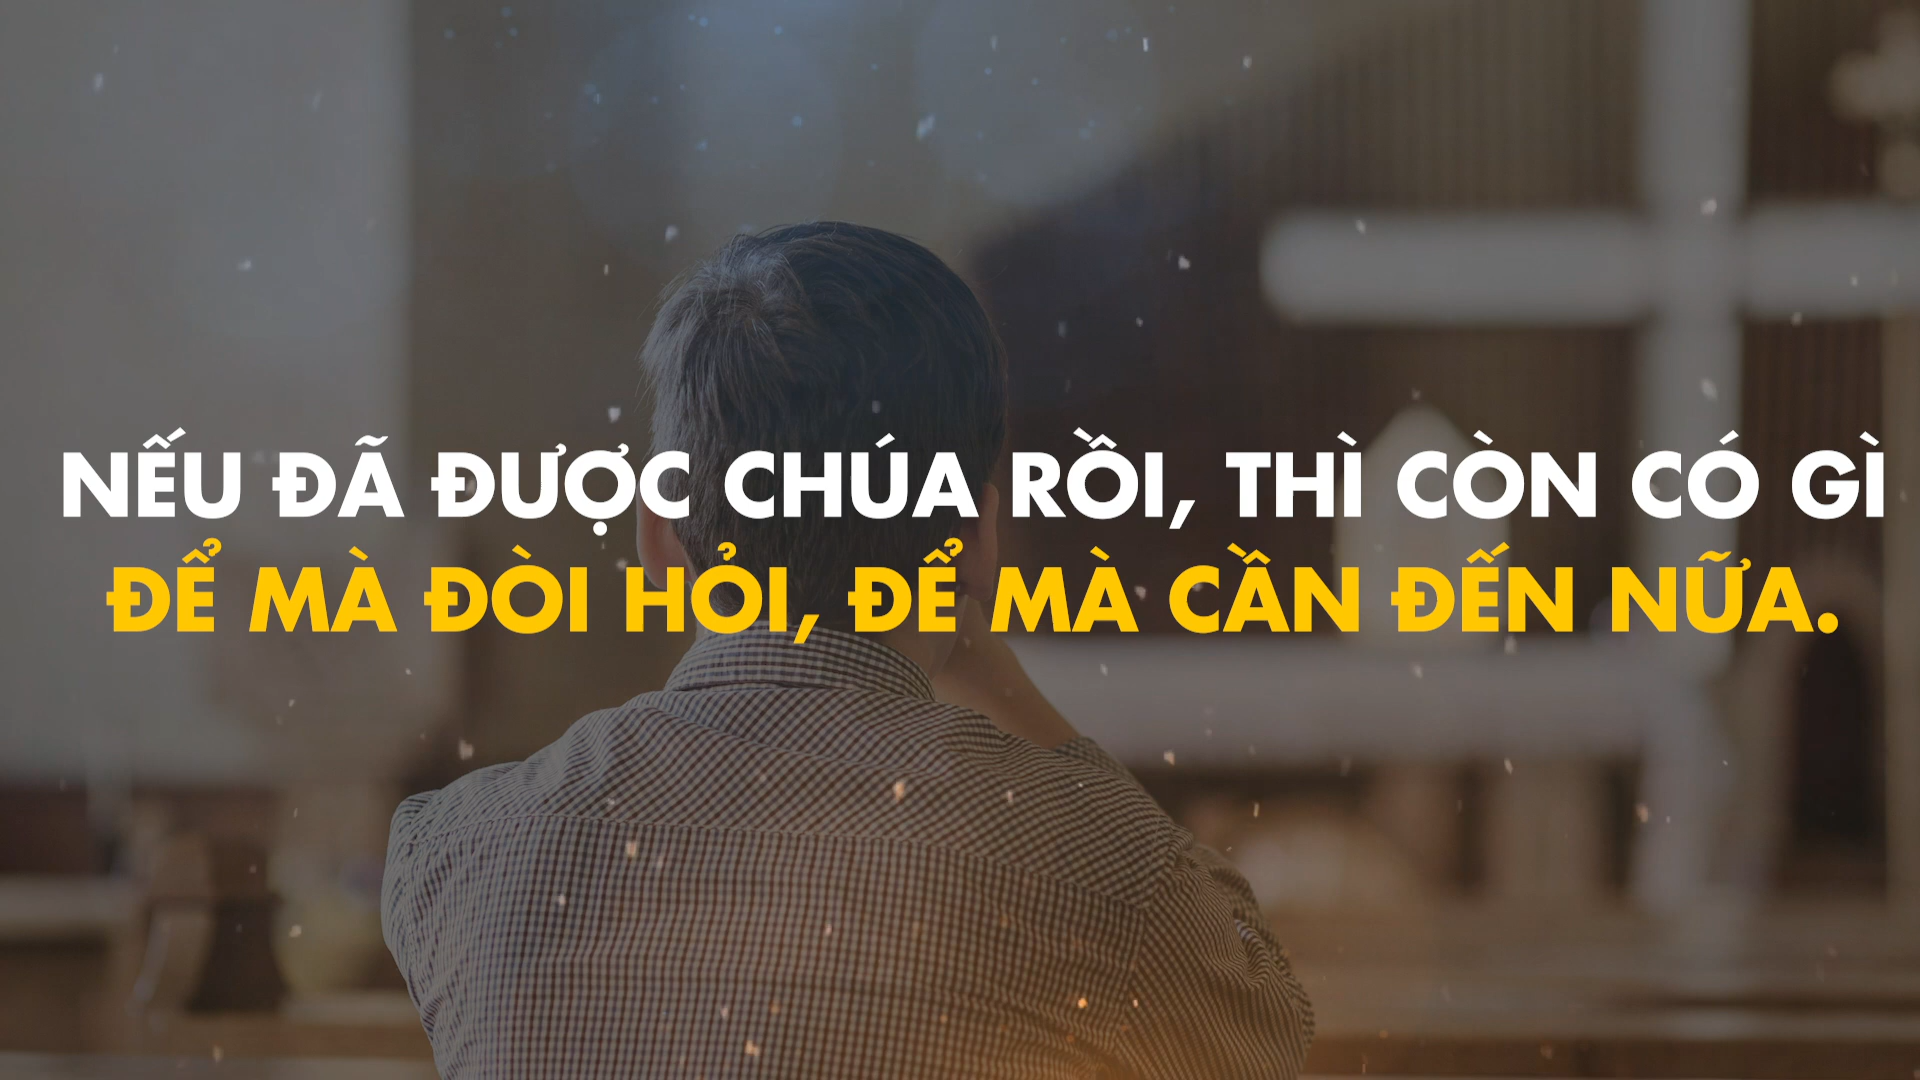 NẾU ĐÃ ĐƯỢC CHÚA RỒI, THÌ CÒN CÓ GÌ
ĐỂ MÀ ĐÒI HỎI, ĐỂ MÀ CẦN ĐẾN NỮA.